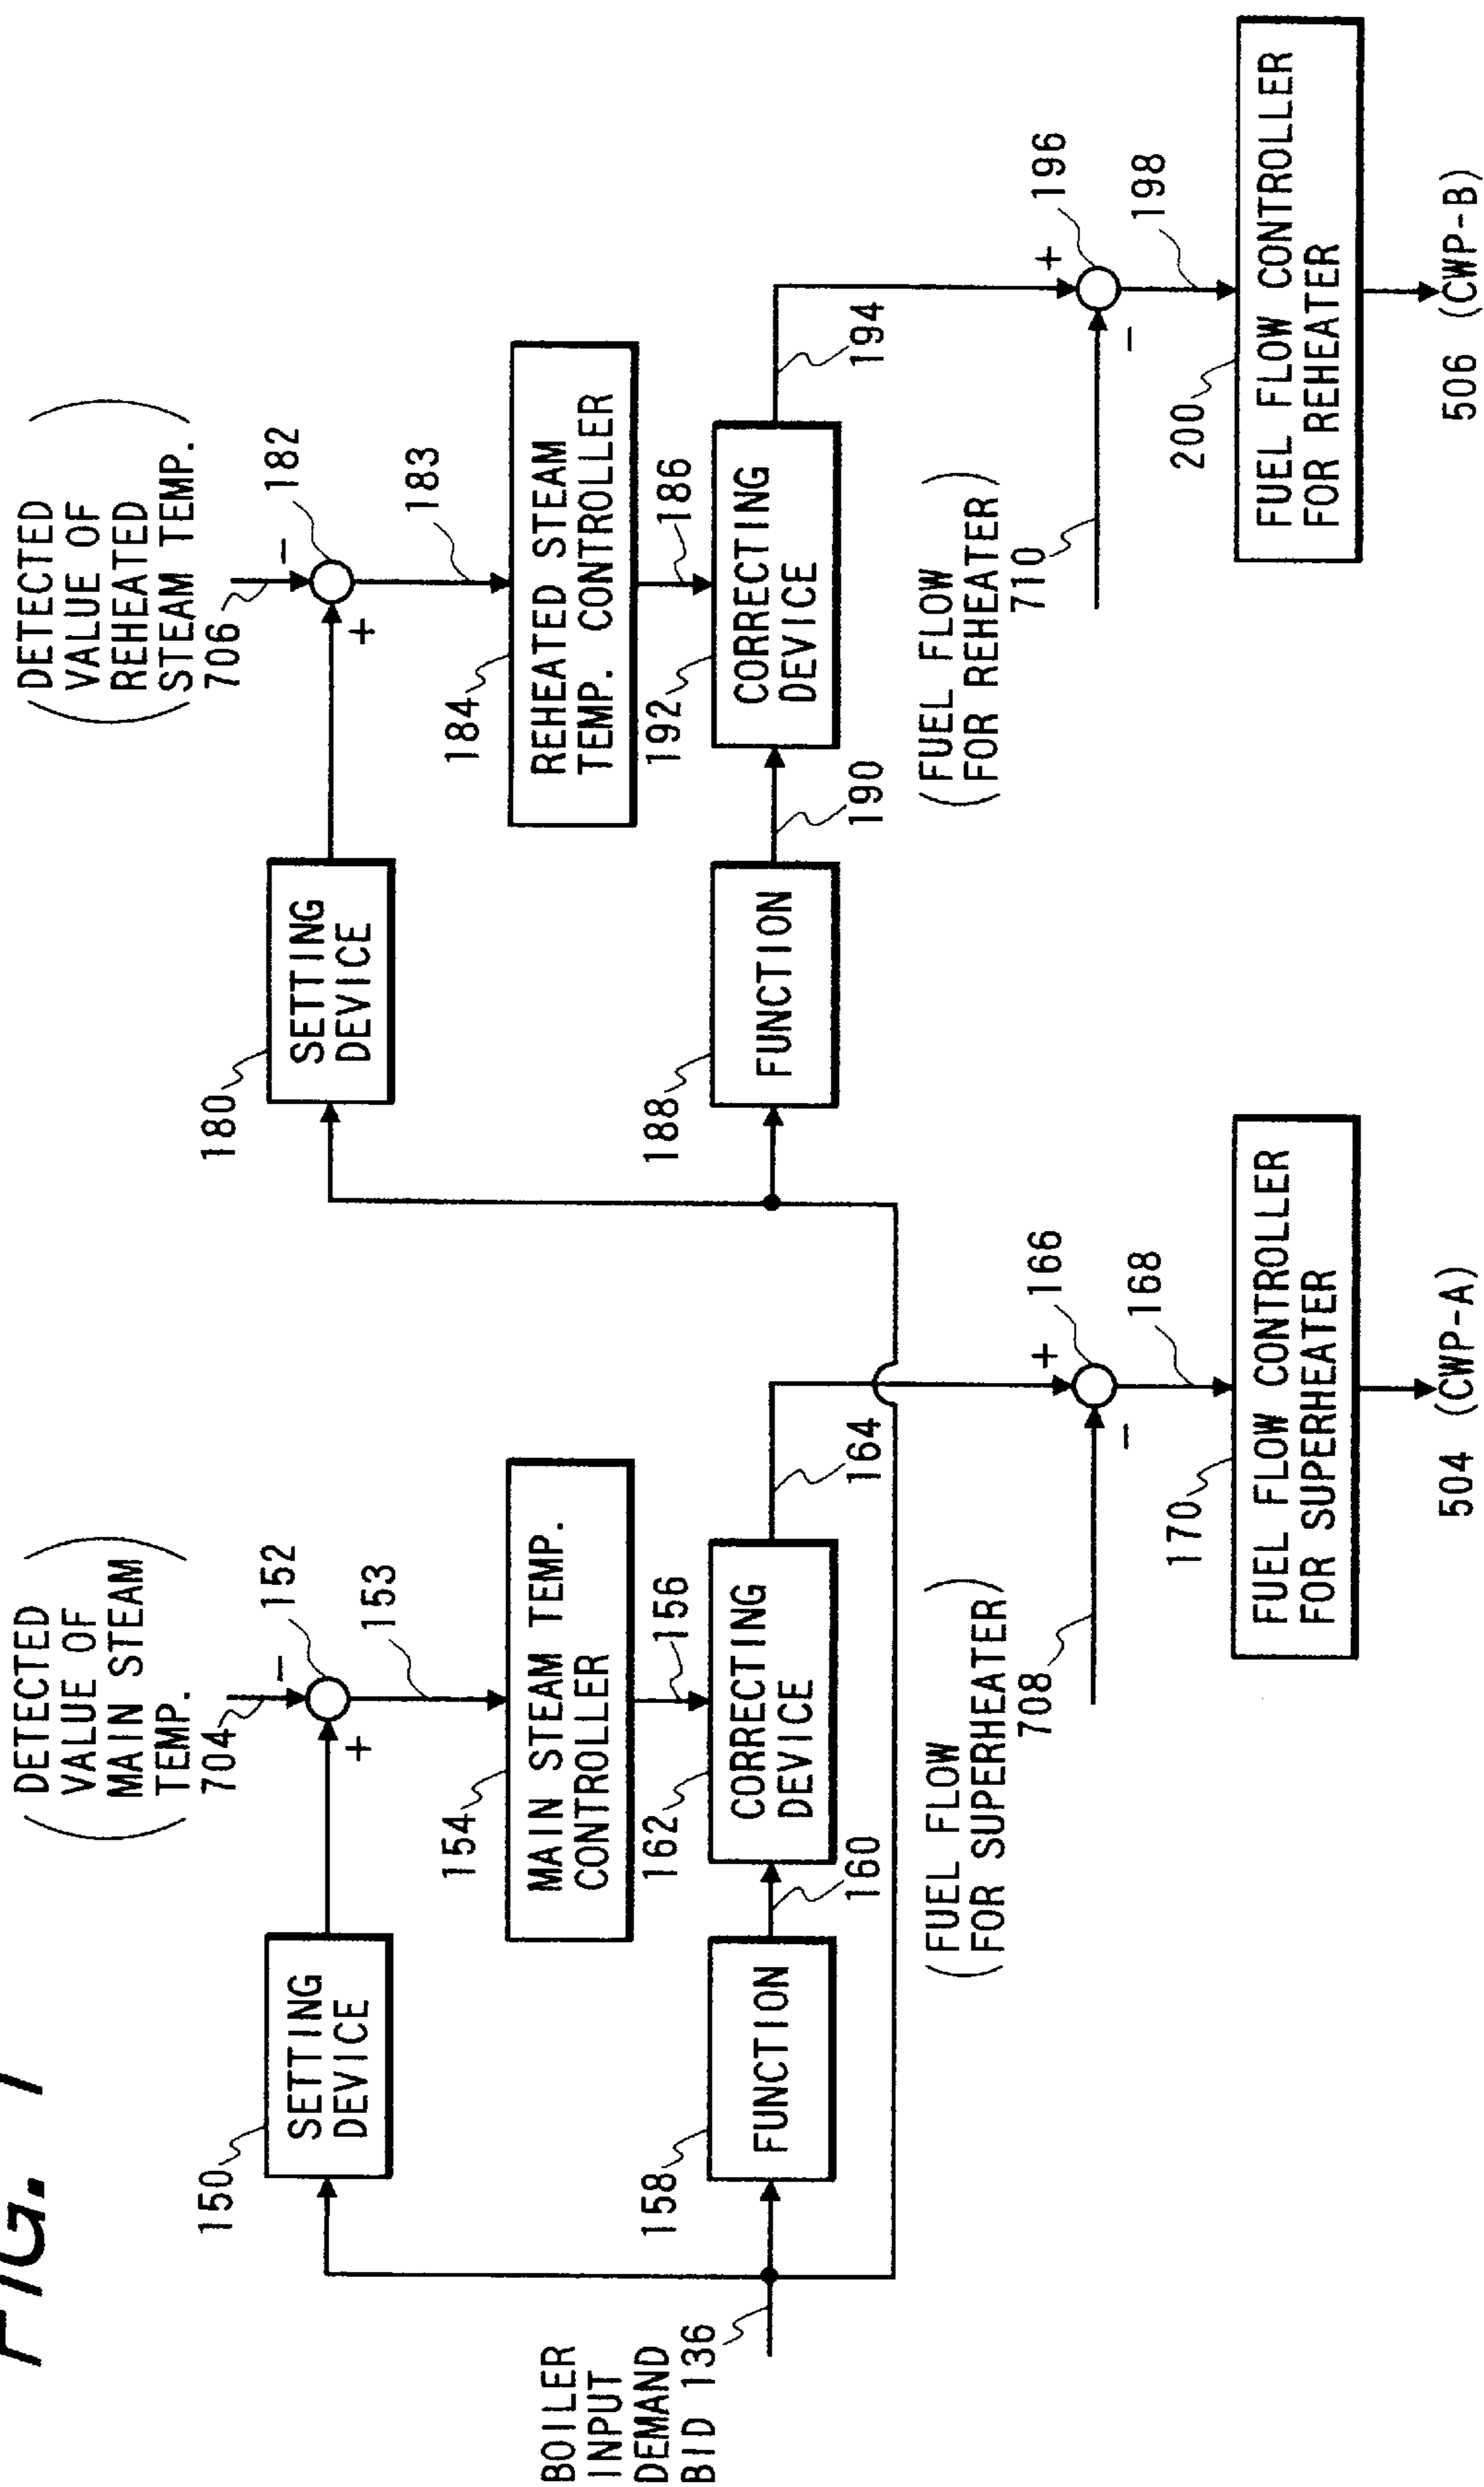 FIG. 1
BOILER
INPUT
DEMAND
BID 136
150
SETTING
DEVICE
158
FUNCTION
160
DETECTED
VALUE OF
MAIN STEAM
TEMP.
704
−
+
152
153
154
MAIN STEAM TEMP.
CONTROLLER
156
162
CORRECTING
DEVICE
164
(FUEL FLOW
FOR SUPERHEATER)
708
+
−
166
168
170
FUEL FLOW CONTROLLER
FOR SUPERHEATER
504 (CWP-A)
180
SETTING
DEVICE
188
FUNCTION
190
DETECTED
VALUE OF
REHEATED
STEAM TEMP.
706
−
+
182
183
184
REHEATED STEAM
TEMP. CONTROLLER
186
192
CORRECTING
DEVICE
194
(FUEL FLOW
FOR REHEATER)
710
+
−
196
198
200
FUEL FLOW CONTROLLER
FOR REHEATER
506 (CWP-B)